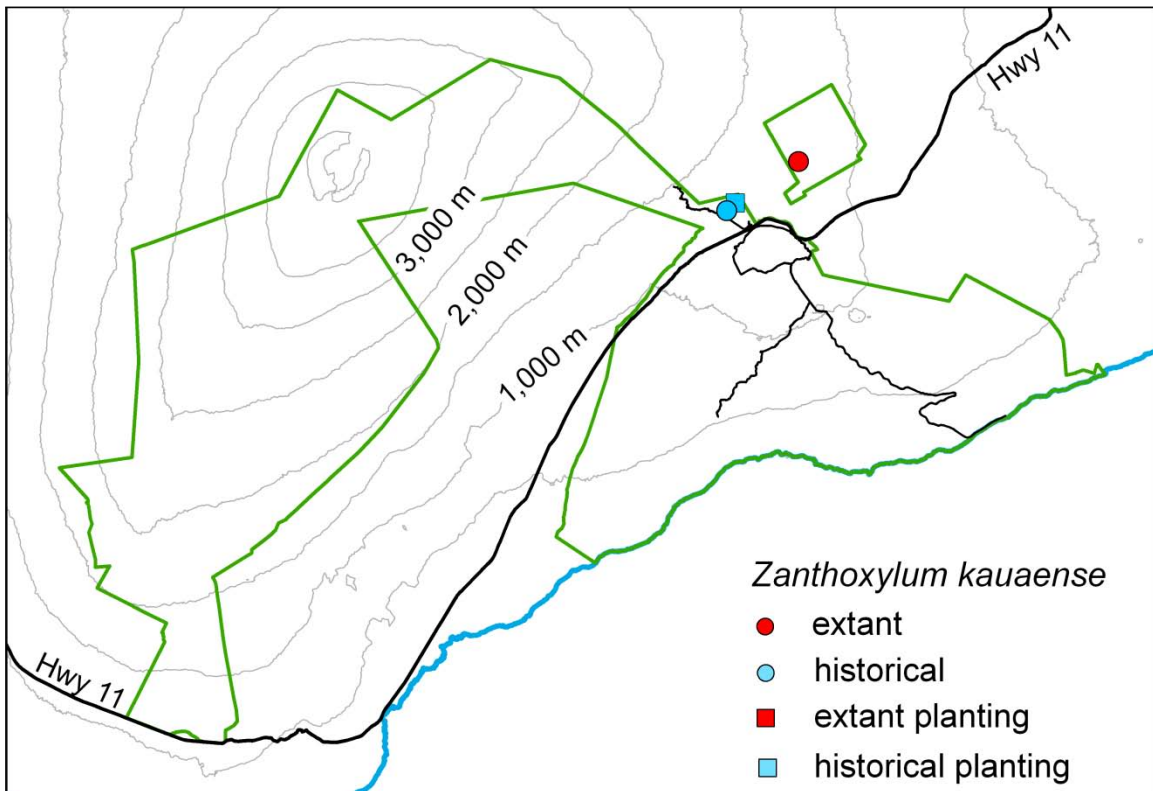 Hwy 11
3,000 m
2,000 m
1,000 m
Hwy 11
Zanthoxylum kauaense
extant
historical
extant planting
historical planting